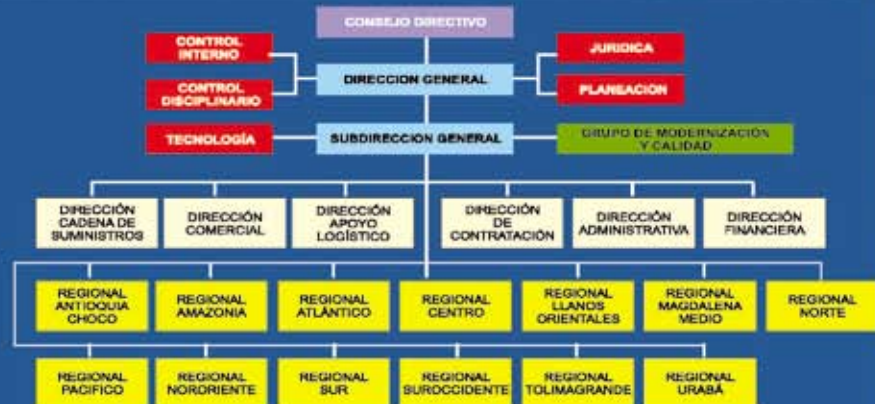 CONSEJO DIRECTIVO
CONTROL
INTERNO
JURIDICA
DIRECCION GENERAL
CONTROL
DISCIPLINARIO
PLANEACION
TECNOLOGÍA
SUBDIRECCION GENERAL
GRUPO DE MODERNIZACIÓN
Y CALIDAD
DIRECCIÓN
CADENA DE
SUMINISTROS
DIRECCIÓN
COMERCIAL
DIRECCIÓN
APOYO
LOGÍSTICO
DIRECCIÓN
DE
CONTRATACIÓN
DIRECCIÓN
ADMINISTRATIVA
DIRECCIÓN
FINANCIERA
REGIONAL
ANTIOQUIA
CHOCO
REGIONAL
AMAZONIA
REGIONAL
ATLÁNTICO
REGIONAL
CENTRO
REGIONAL
LLANOS
ORIENTALES
REGIONAL
MAGDALENA
MEDIO
REGIONAL
NORTE
REGIONAL
PACIFICO
REGIONAL
NORORIENTE
REGIONAL
SUR
REGIONAL
SUROCCIDENTE
REGIONAL
TOLIMAGRANDE
REGIONAL
URABÁ